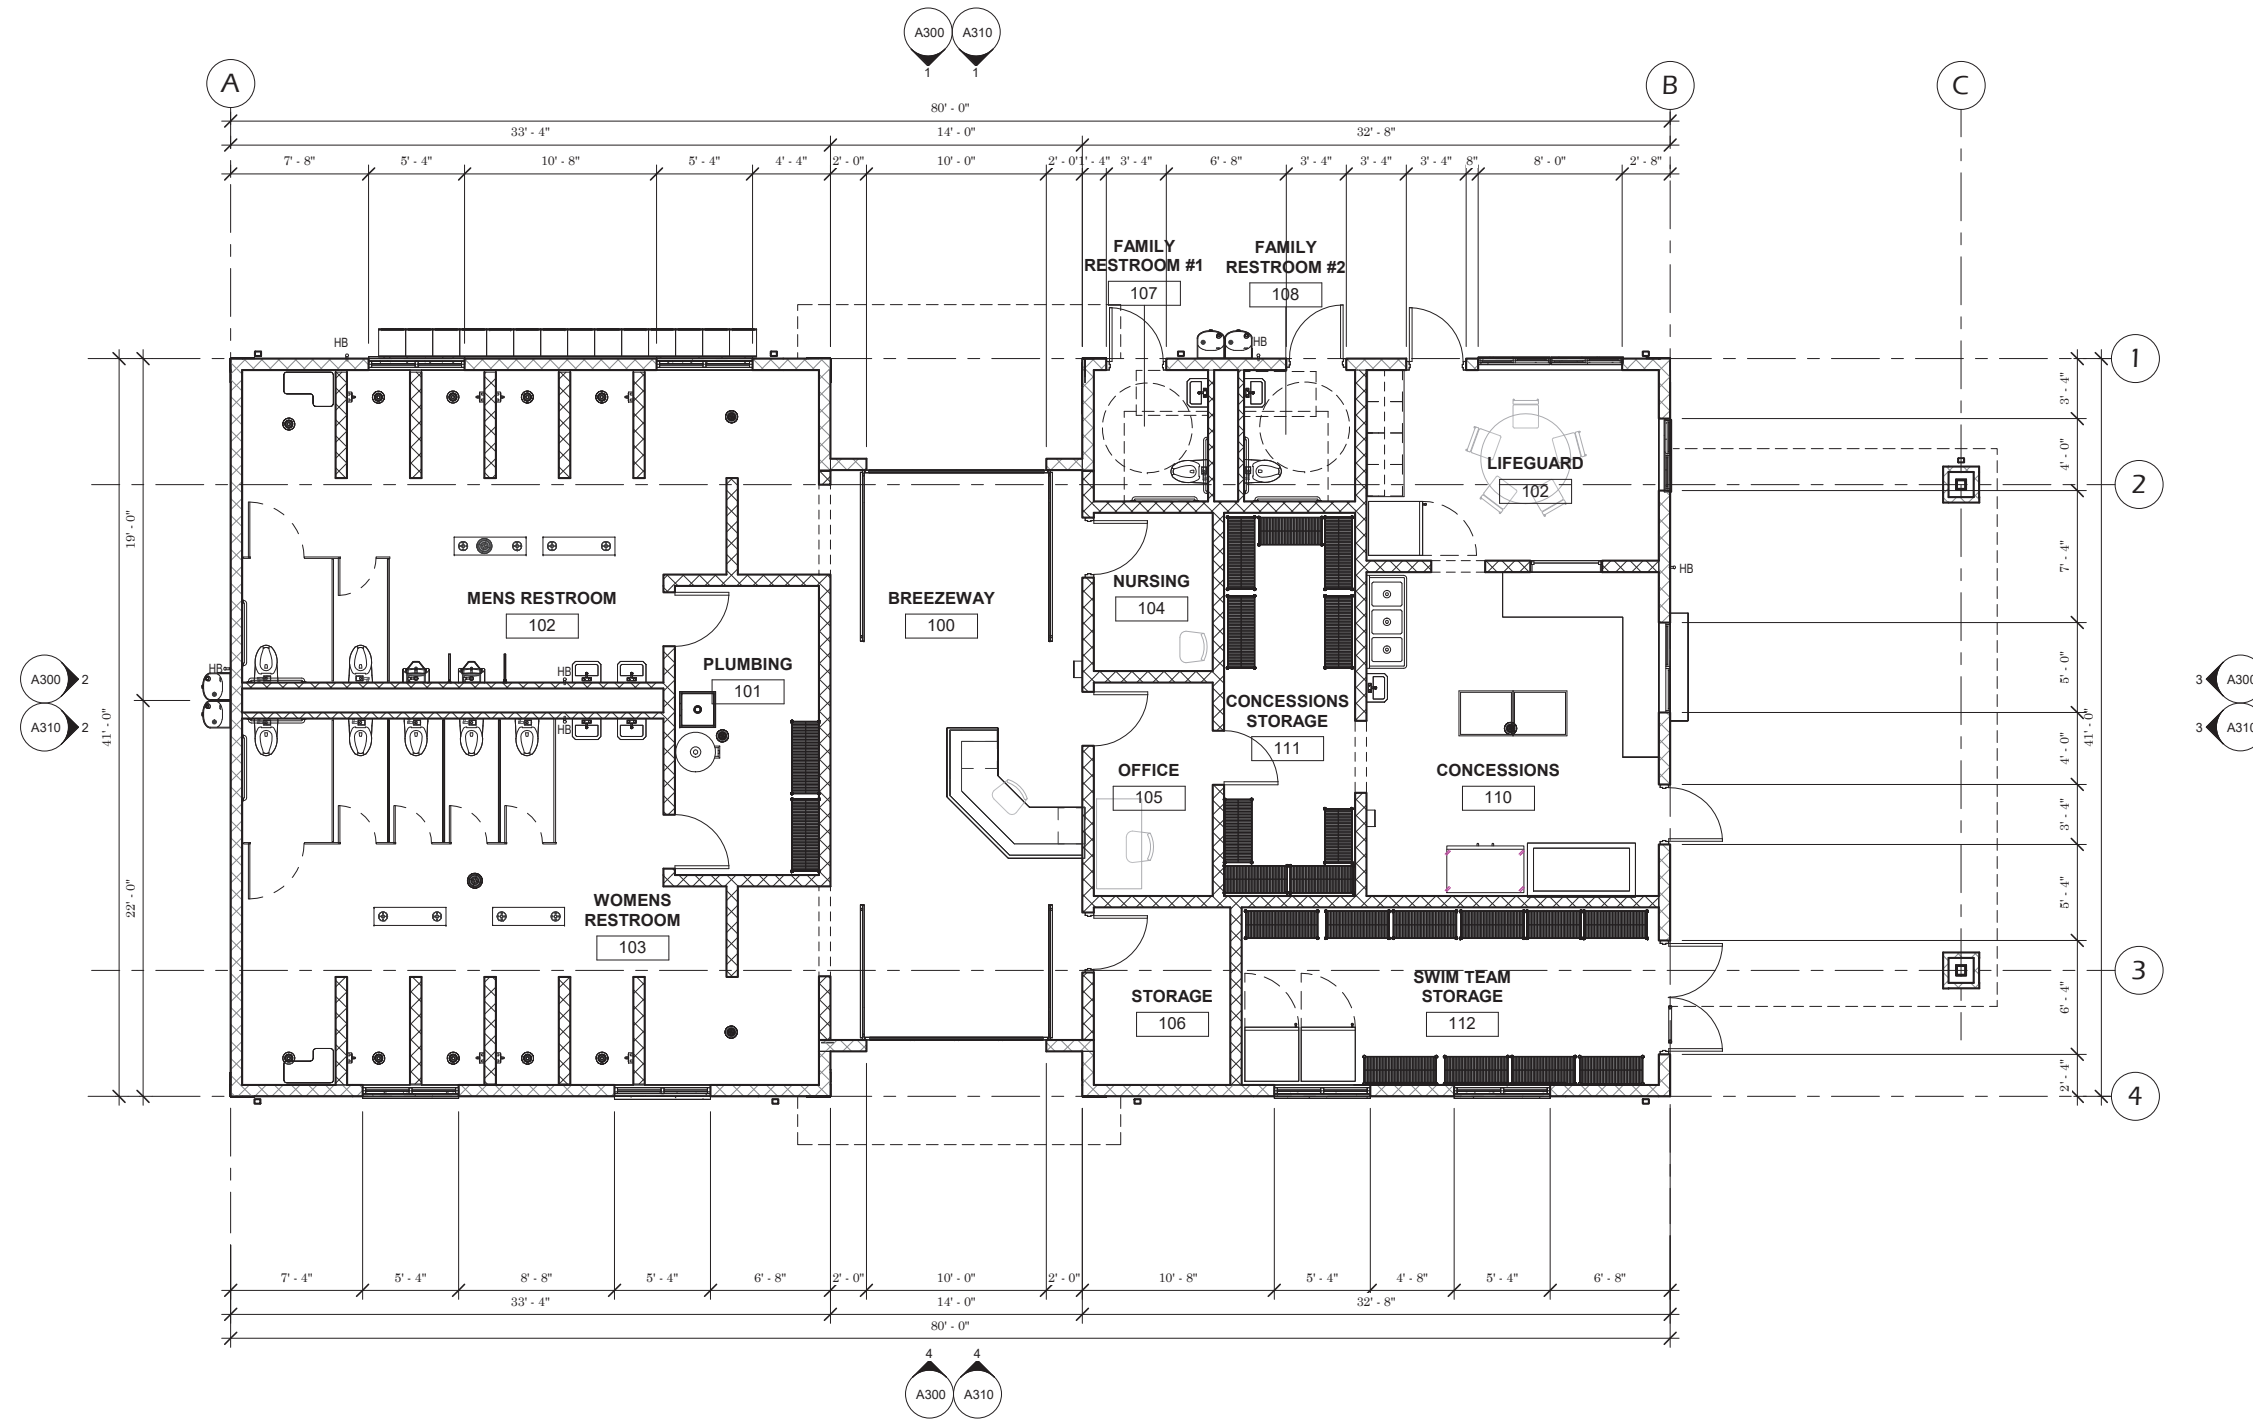 A300 A310
1 1
A B C
80' - 0"
33' - 4" 14' - 0" 32' - 8"
7' - 8" 5' - 4" 10' - 8" 5' - 4" 4' - 4" 2' - 0" 10' - 0" 2' - 0" 1' - 4" 3' - 4" 6' - 8" 3' - 4" 3' - 4" 3' - 4" 8" 8' - 0" 2' - 8"
FAMILY
RESTROOM #1
107
FAMILY
RESTROOM #2
108
HB
HB
1
3' - 4"
LIFEGUARD
102
4' - 0"
2
19' - 0"
7' - 4"
HB
MENS RESTROOM
102
BREEZEWAY
100
NURSING
104
PLUMBING
101
HB
HB
A300 2
A310 2
41' - 0"
5' - 0"
3 A300
3 A310
41' - 0"
HB
CONCESSIONS
STORAGE
111
4' - 0"
OFFICE
105
CONCESSIONS
110
3' - 4"
22' - 0"
5' - 4"
WOMENS
RESTROOM
103
3
SWIM TEAM
STORAGE
112
STORAGE
106
6' - 4"
2' - 4"
4
7' - 4" 5' - 4" 8' - 8" 5' - 4" 6' - 8" 2' - 0" 10' - 0" 2' - 0" 10' - 8" 5' - 4" 4' - 8" 5' - 4" 6' - 8"
33' - 4" 14' - 0" 32' - 8"
80' - 0"
4 4
A300 A310